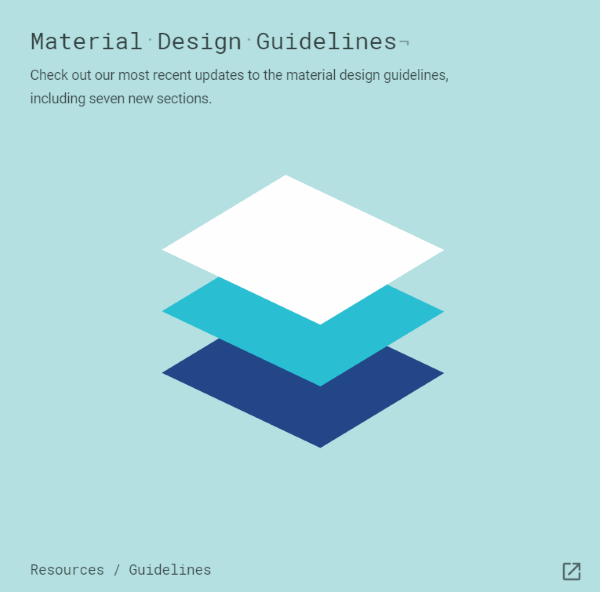 Material·Design·Guidelines¬
Check out our most recent updates to the material design guidelines,
including seven new sections.
Resources / Guidelines